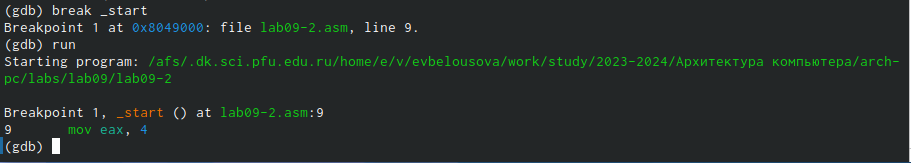 (gdb) break _start
Breakpoint 1 at 0x8049000: file lab09-2.asm, line 9.
(gdb) run
Starting program: /afs/.dk.sci.pfu.edu.ru/home/e/v/evbelousova/work/study/2023-2024/Архитектура компьютера/arch-
pc/labs/lab09/lab09-2
Breakpoint 1, _start () at lab09-2.asm:9
9       mov eax, 4
(gdb)